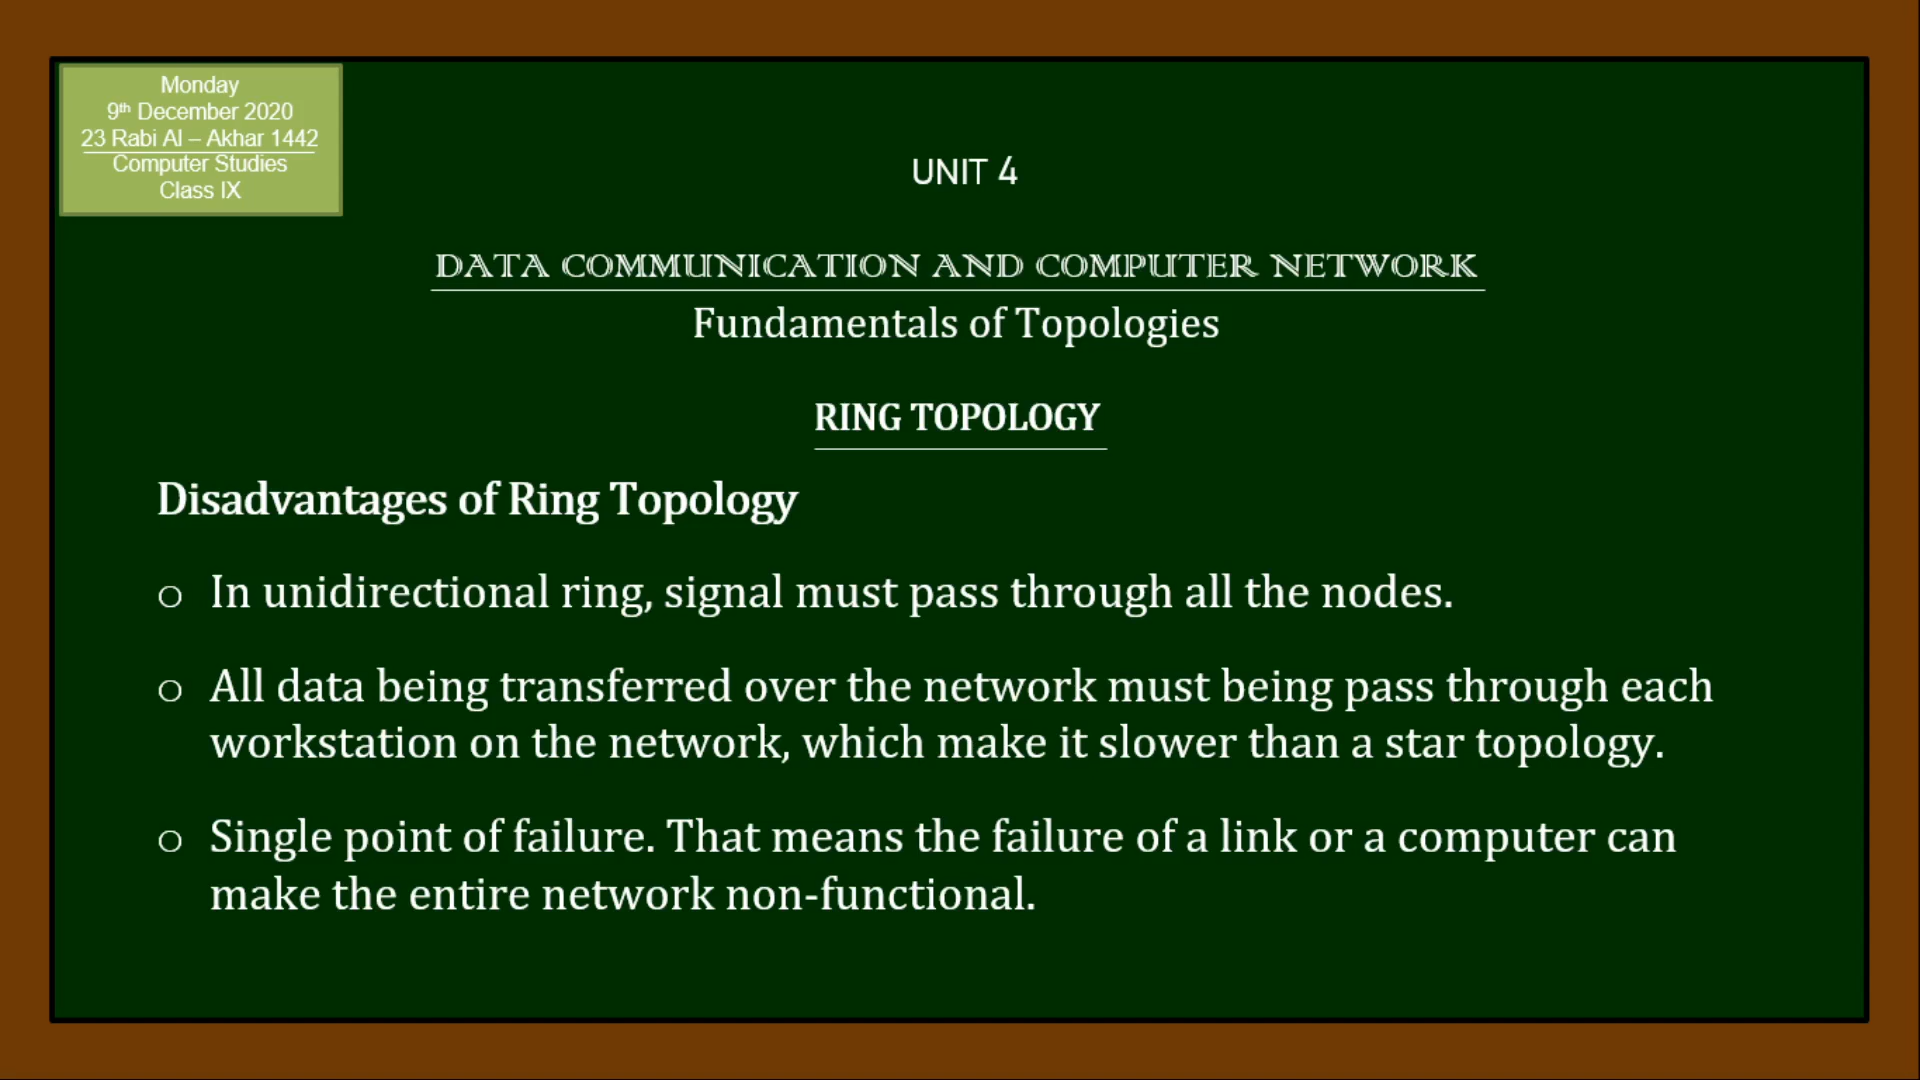 Monday
9th December 2020
23 Rabi Al – Akhar 1442
Computer Studies
Class IX
UNIT 4
DATA COMMUNICATION AND COMPUTER NETWORK
Fundamentals of Topologies
RING TOPOLOGY
Disadvantages of Ring Topology
o In unidirectional ring, signal must pass through all the nodes.
o All data being transferred over the network must being pass through each
workstation on the network, which make it slower than a star topology.
o Single point of failure. That means the failure of a link or a computer can
make the entire network non-functional.